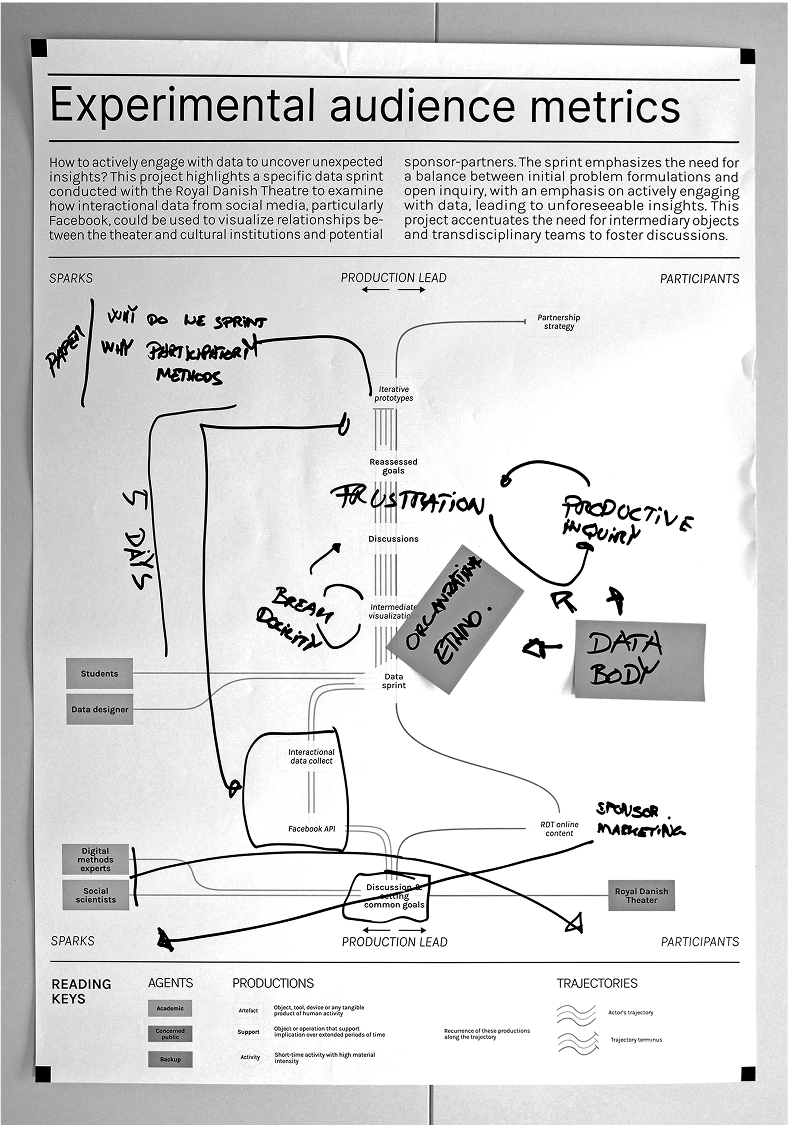 Experimental audience metrics
How to actively engage with data to uncover unexpected
insights? This project highlights a specific data sprint
conducted with the Royal Danish Theatre to examine
how interactional data from social media, particularly
Facebook, could be used to visualize relationships be-
tween the theater and cultural institutions and potential
sponsor-partners. The sprint emphasizes the need for
a balance between initial problem formulations and
open inquiry, with an emphasis on actively engaging
with data, leading to unforeseeable insights. This
project accentuates the need for intermediary objects
and transdisciplinary teams to foster discussions.
SPARKS
PRODUCTION LEAD
PARTICIPANTS
PAPER
WHY DO WE SPRINT
WHY PARTICIPATORY
METHODS
Partnership
strategy
Iterative
prototypes
Reassessed
goals
FRUSTRATION
PRODUCTIVE
INQUIRY
5 DAYS
Discussions
BREAK
DOCILITY
Intermediate
ORGANIZATIONA
ETHNO.
DATA
BODY
Students
Data designer
Data
sprint
Interactional
data collect
Facebook API
RDT online
content
SPONSOR.
MARKETING
Digital
methods
experts
Social
scientists
Discussion &
setting
common goals
Royal Danish
Theater
SPARKS
PRODUCTION LEAD
PARTICIPANTS
READING
KEYS
AGENTS
Academic
Concerned
public
Backup
PRODUCTIONS
Artefact
Object, tool, device or any tangible
product of human activity
Support
Object or operation that support
implication over extended periods of time
Activity
Short-time activity with high material
intensity
Recurrence of these productions
along the trajectory
TRAJECTORIES
Actor's trajectory
Trajectory terminus